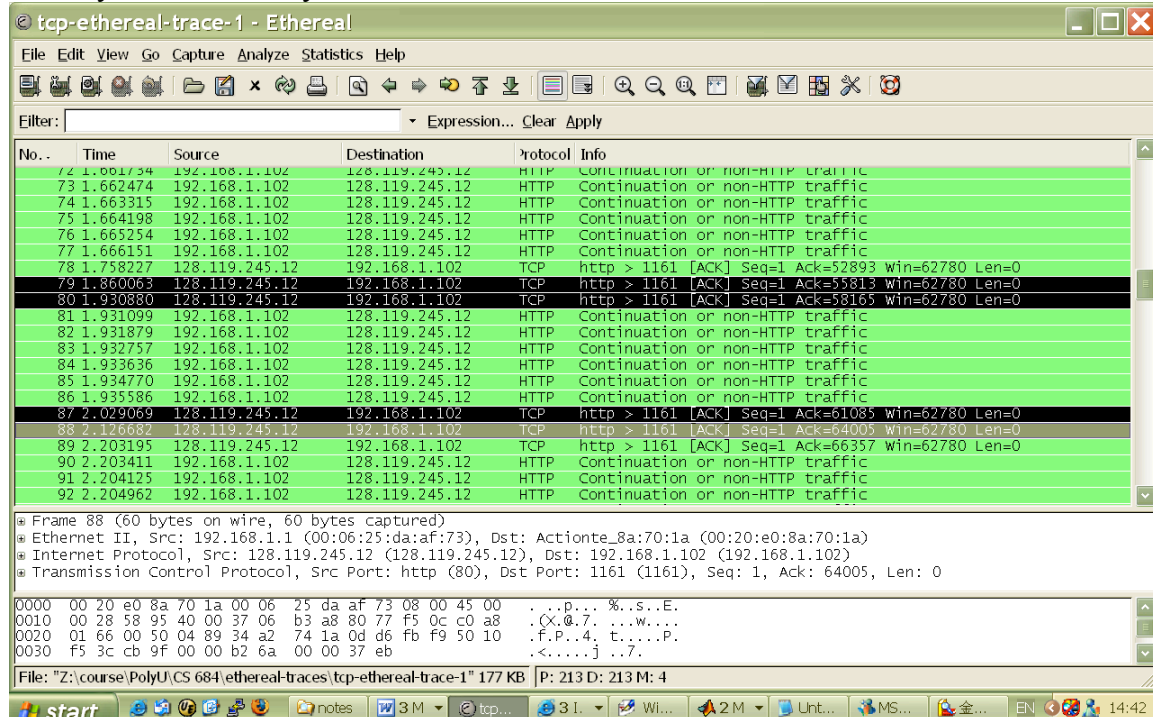 tcp-ethereal-trace-1 - Ethereal
File Edit View Go Capture Analyze Statistics Help
Filter: Expression... Clear Apply
No. . Time Source Destination Protocol Info
72 1.661734 192.168.1.102 128.119.245.12 HTTP Continuation or non-HTTP traffic
73 1.662474 192.168.1.102 128.119.245.12 HTTP Continuation or non-HTTP traffic
74 1.663315 192.168.1.102 128.119.245.12 HTTP Continuation or non-HTTP traffic
75 1.664198 192.168.1.102 128.119.245.12 HTTP Continuation or non-HTTP traffic
76 1.665254 192.168.1.102 128.119.245.12 HTTP Continuation or non-HTTP traffic
77 1.666151 192.168.1.102 128.119.245.12 HTTP Continuation or non-HTTP traffic
78 1.758227 128.119.245.12 192.168.1.102 TCP http > 1161 [ACK] Seq=1 Ack=52893 Win=62780 Len=0
79 1.860063 128.119.245.12 192.168.1.102 TCP http > 1161 [ACK] Seq=1 Ack=55813 Win=62780 Len=0
80 1.930880 128.119.245.12 192.168.1.102 TCP http > 1161 [ACK] Seq=1 Ack=58165 Win=62780 Len=0
81 1.931099 192.168.1.102 128.119.245.12 HTTP Continuation or non-HTTP traffic
82 1.931879 192.168.1.102 128.119.245.12 HTTP Continuation or non-HTTP traffic
83 1.932757 192.168.1.102 128.119.245.12 HTTP Continuation or non-HTTP traffic
84 1.933636 192.168.1.102 128.119.245.12 HTTP Continuation or non-HTTP traffic
85 1.934770 192.168.1.102 128.119.245.12 HTTP Continuation or non-HTTP traffic
86 1.935586 192.168.1.102 128.119.245.12 HTTP Continuation or non-HTTP traffic
87 2.029069 128.119.245.12 192.168.1.102 TCP http > 1161 [ACK] Seq=1 Ack=61085 Win=62780 Len=0
88 2.126682 128.119.245.12 192.168.1.102 TCP http > 1161 [ACK] Seq=1 Ack=64005 Win=62780 Len=0
89 2.203195 128.119.245.12 192.168.1.102 TCP http > 1161 [ACK] Seq=1 Ack=66357 Win=62780 Len=0
90 2.203411 192.168.1.102 128.119.245.12 HTTP Continuation or non-HTTP traffic
91 2.204125 192.168.1.102 128.119.245.12 HTTP Continuation or non-HTTP traffic
92 2.204962 192.168.1.102 128.119.245.12 HTTP Continuation or non-HTTP traffic
Frame 88 (60 bytes on wire, 60 bytes captured)
Ethernet II, Src: 192.168.1.1 (00:06:25:da:af:73), Dst: Actionte_8a:70:1a (00:20:e0:8a:70:1a)
Internet Protocol, Src: 128.119.245.12 (128.119.245.12), Dst: 192.168.1.102 (192.168.1.102)
Transmission Control Protocol, Src Port: http (80), Dst Port: 1161 (1161), Seq: 1, Ack: 64005, Len: 0
0000 00 20 e0 8a 70 1a 00 06 25 da af 73 08 00 45 00 . ..p... %..s..E.
0010 00 28 58 95 40 00 37 06 b3 a8 80 77 f5 0c c0 a8 .(X.@.7. ...w....
0020 01 66 00 50 04 89 34 a2 74 1a 0d d6 fb f9 50 10 .f.P..4. t.....P.
0030 f5 3c cb 9f 00 00 b2 6a 00 00 37 eb .<.....j ..7.
File: "Z:\course\PolyU\CS 684\ethereal-traces\tcp-ethereal-trace-1" 177 KB P: 213 D: 213 M: 4
start notes 3 M tcp... 3 I. Wi... 2 M Unt... MS... 金... EN 14:42